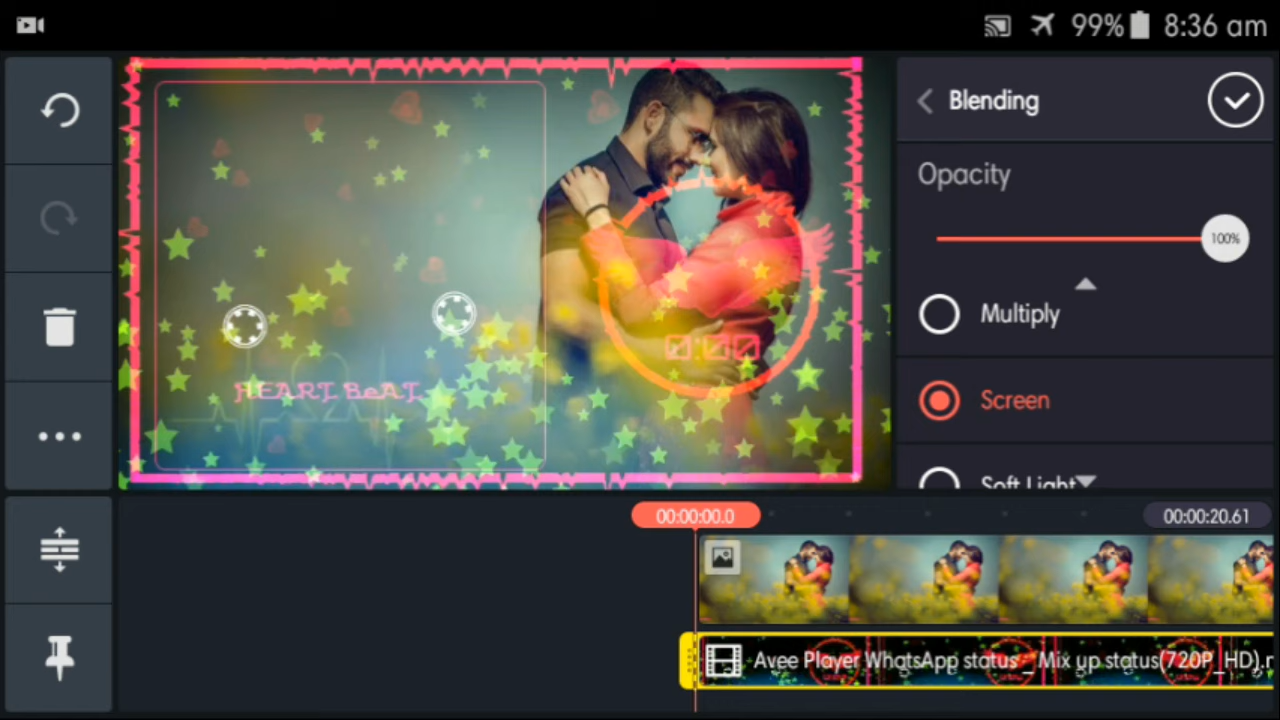 99% 8:36 am
Blending
Opacity
100%
Multiply
Screen
Soft Light
HEART BeAT
00:00:00.0
00:00:20.61
Avee Player WhatsApp status _ Mix up status(720P_HD).